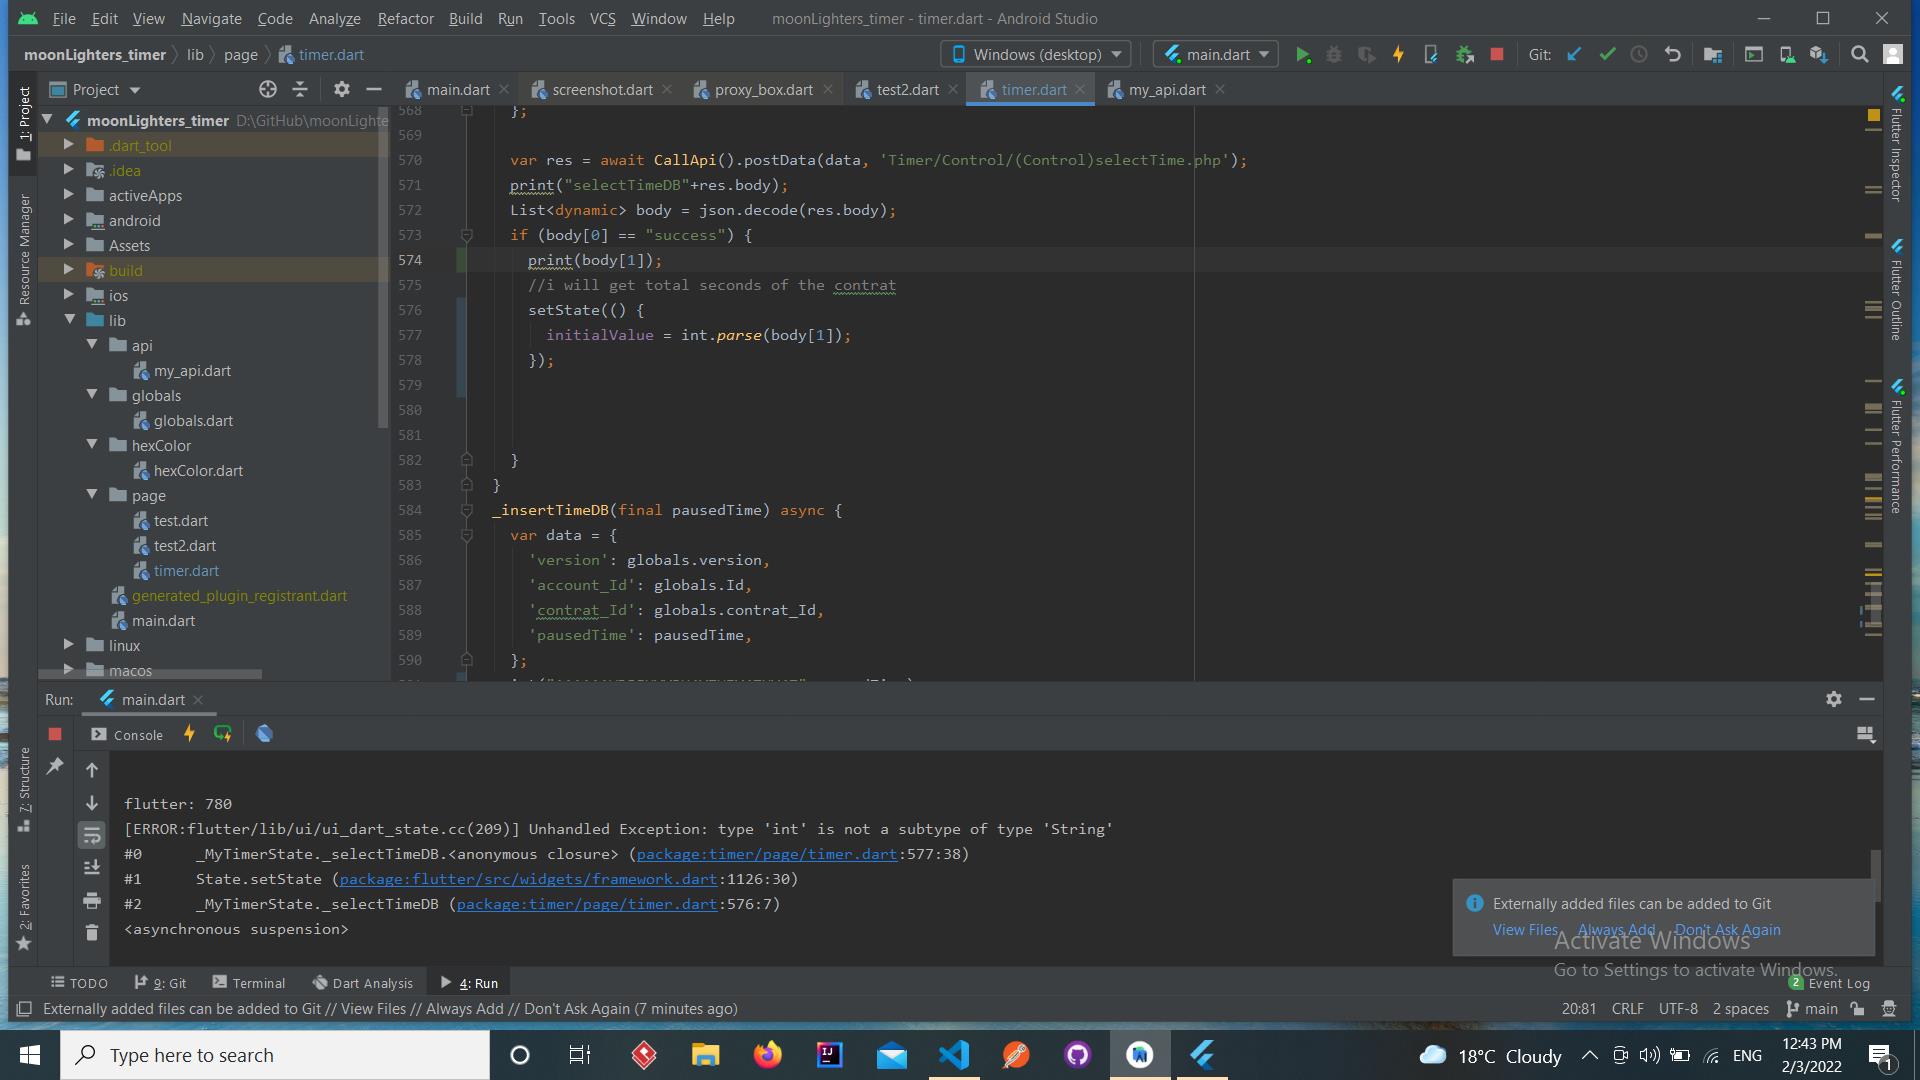 File Edit View Navigate Code Analyze Refactor Build Run Tools VCS Window Help moonLighters_timer - timer.dart - Android Studio
moonLighters_timer lib page timer.dart Windows (desktop) main.dart Git:
Project main.dart screenshot.dart proxy_box.dart test2.dart timer.dart my_api.dart
1: Project
Resource Manager
7: Structure
2: Favorites
moonLighters_timer D:\GitHub\moonLighte
.dart_tool
.idea
activeApps
android
Assets
build
ios
lib
api
my_api.dart
globals
globals.dart
hexColor
hexColor.dart
page
test.dart
test2.dart
timer.dart
generated_plugin_registrant.dart
main.dart
linux
macos
568 };
569
570 var res = await CallApi().postData(data, 'Timer/Control/(Control)selectTime.php');
571 print("selectTimeDB"+res.body);
572 List<dynamic> body = json.decode(res.body);
573 if (body[0] == "success") {
574 print(body[1]);
575 //i will get total seconds of the contrat
576 setState(() {
577 initialValue = int.parse(body[1]);
578 });
579
580
581
582 }
583 }
584 _insertTimeDB(final pausedTime) async {
585 var data = {
586 'version': globals.version,
587 'account_Id': globals.Id,
588 'contrat_Id': globals.contrat_Id,
589 'pausedTime': pausedTime,
590 };
Flutter Inspector
Flutter Outline
Flutter Performance
Run: main.dart
Console
flutter: 780
[ERROR:flutter/lib/ui/ui_dart_state.cc(209)] Unhandled Exception: type 'int' is not a subtype of type 'String'
#0 _MyTimerState._selectTimeDB.<anonymous closure> (package:timer/page/timer.dart:577:38)
#1 State.setState (package:flutter/src/widgets/framework.dart:1126:30)
#2 _MyTimerState._selectTimeDB (package:timer/page/timer.dart:576:7)
<asynchronous suspension>
Externally added files can be added to Git
View Files Always Add Don't Ask Again
Activate Windows
Go to Settings to activate Windows.
TODO 9: Git Terminal Dart Analysis 4: Run 2 Event Log
Externally added files can be added to Git // View Files // Always Add // Don't Ask Again (7 minutes ago) 20:81 CRLF UTF-8 2 spaces main
Type here to search 18°C Cloudy ENG 12:43 PM
2/3/2022
1